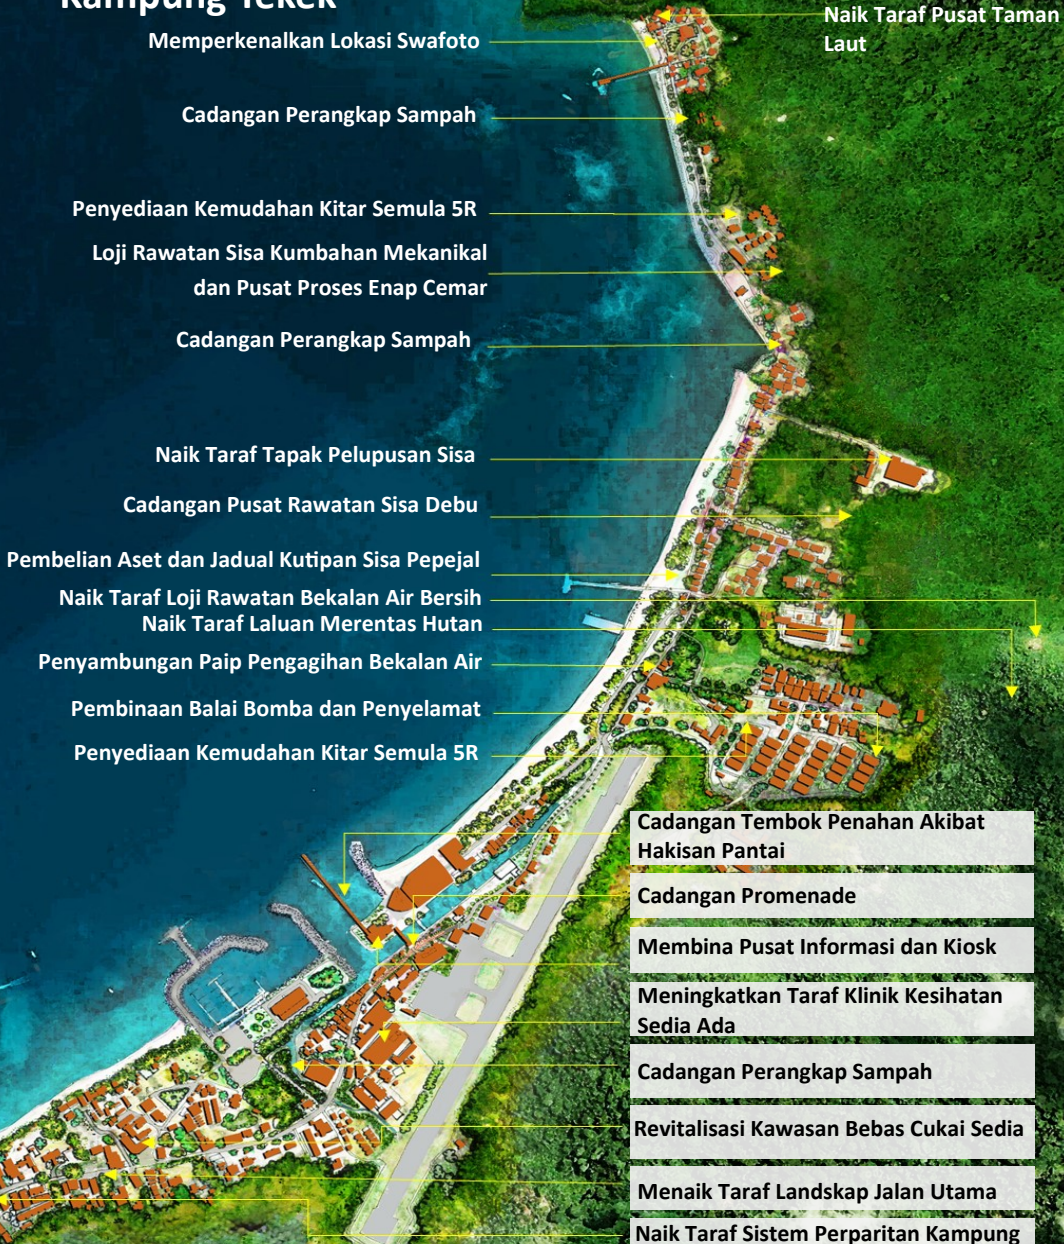 Kampung Tekek
Naik Taraf Pusat Taman
Laut
Memperkenalkan Lokasi Swafoto
Cadangan Perangkap Sampah
Penyediaan Kemudahan Kitar Semula 5R
Loji Rawatan Sisa Kumbahan Mekanikal
dan Pusat Proses Enap Cemar
Cadangan Perangkap Sampah
Naik Taraf Tapak Pelupusan Sisa
Cadangan Pusat Rawatan Sisa Debu
Pembelian Aset dan Jadual Kutipan Sisa Pepejal
Naik Taraf Loji Rawatan Bekalan Air Bersih
Naik Taraf Laluan Merentas Hutan
Penyambungan Paip Pengagihan Bekalan Air
Pembinaan Balai Bomba dan Penyelamat
Penyediaan Kemudahan Kitar Semula 5R
Cadangan Tembok Penahan Akibat
Hakisan Pantai
Cadangan Promenade
Membina Pusat Informasi dan Kiosk
Meningkatkan Taraf Klinik Kesihatan
Sedia Ada
Cadangan Perangkap Sampah
Revitalisasi Kawasan Bebas Cukai Sedia
Menaik Taraf Landskap Jalan Utama
Naik Taraf Sistem Perparitan Kampung